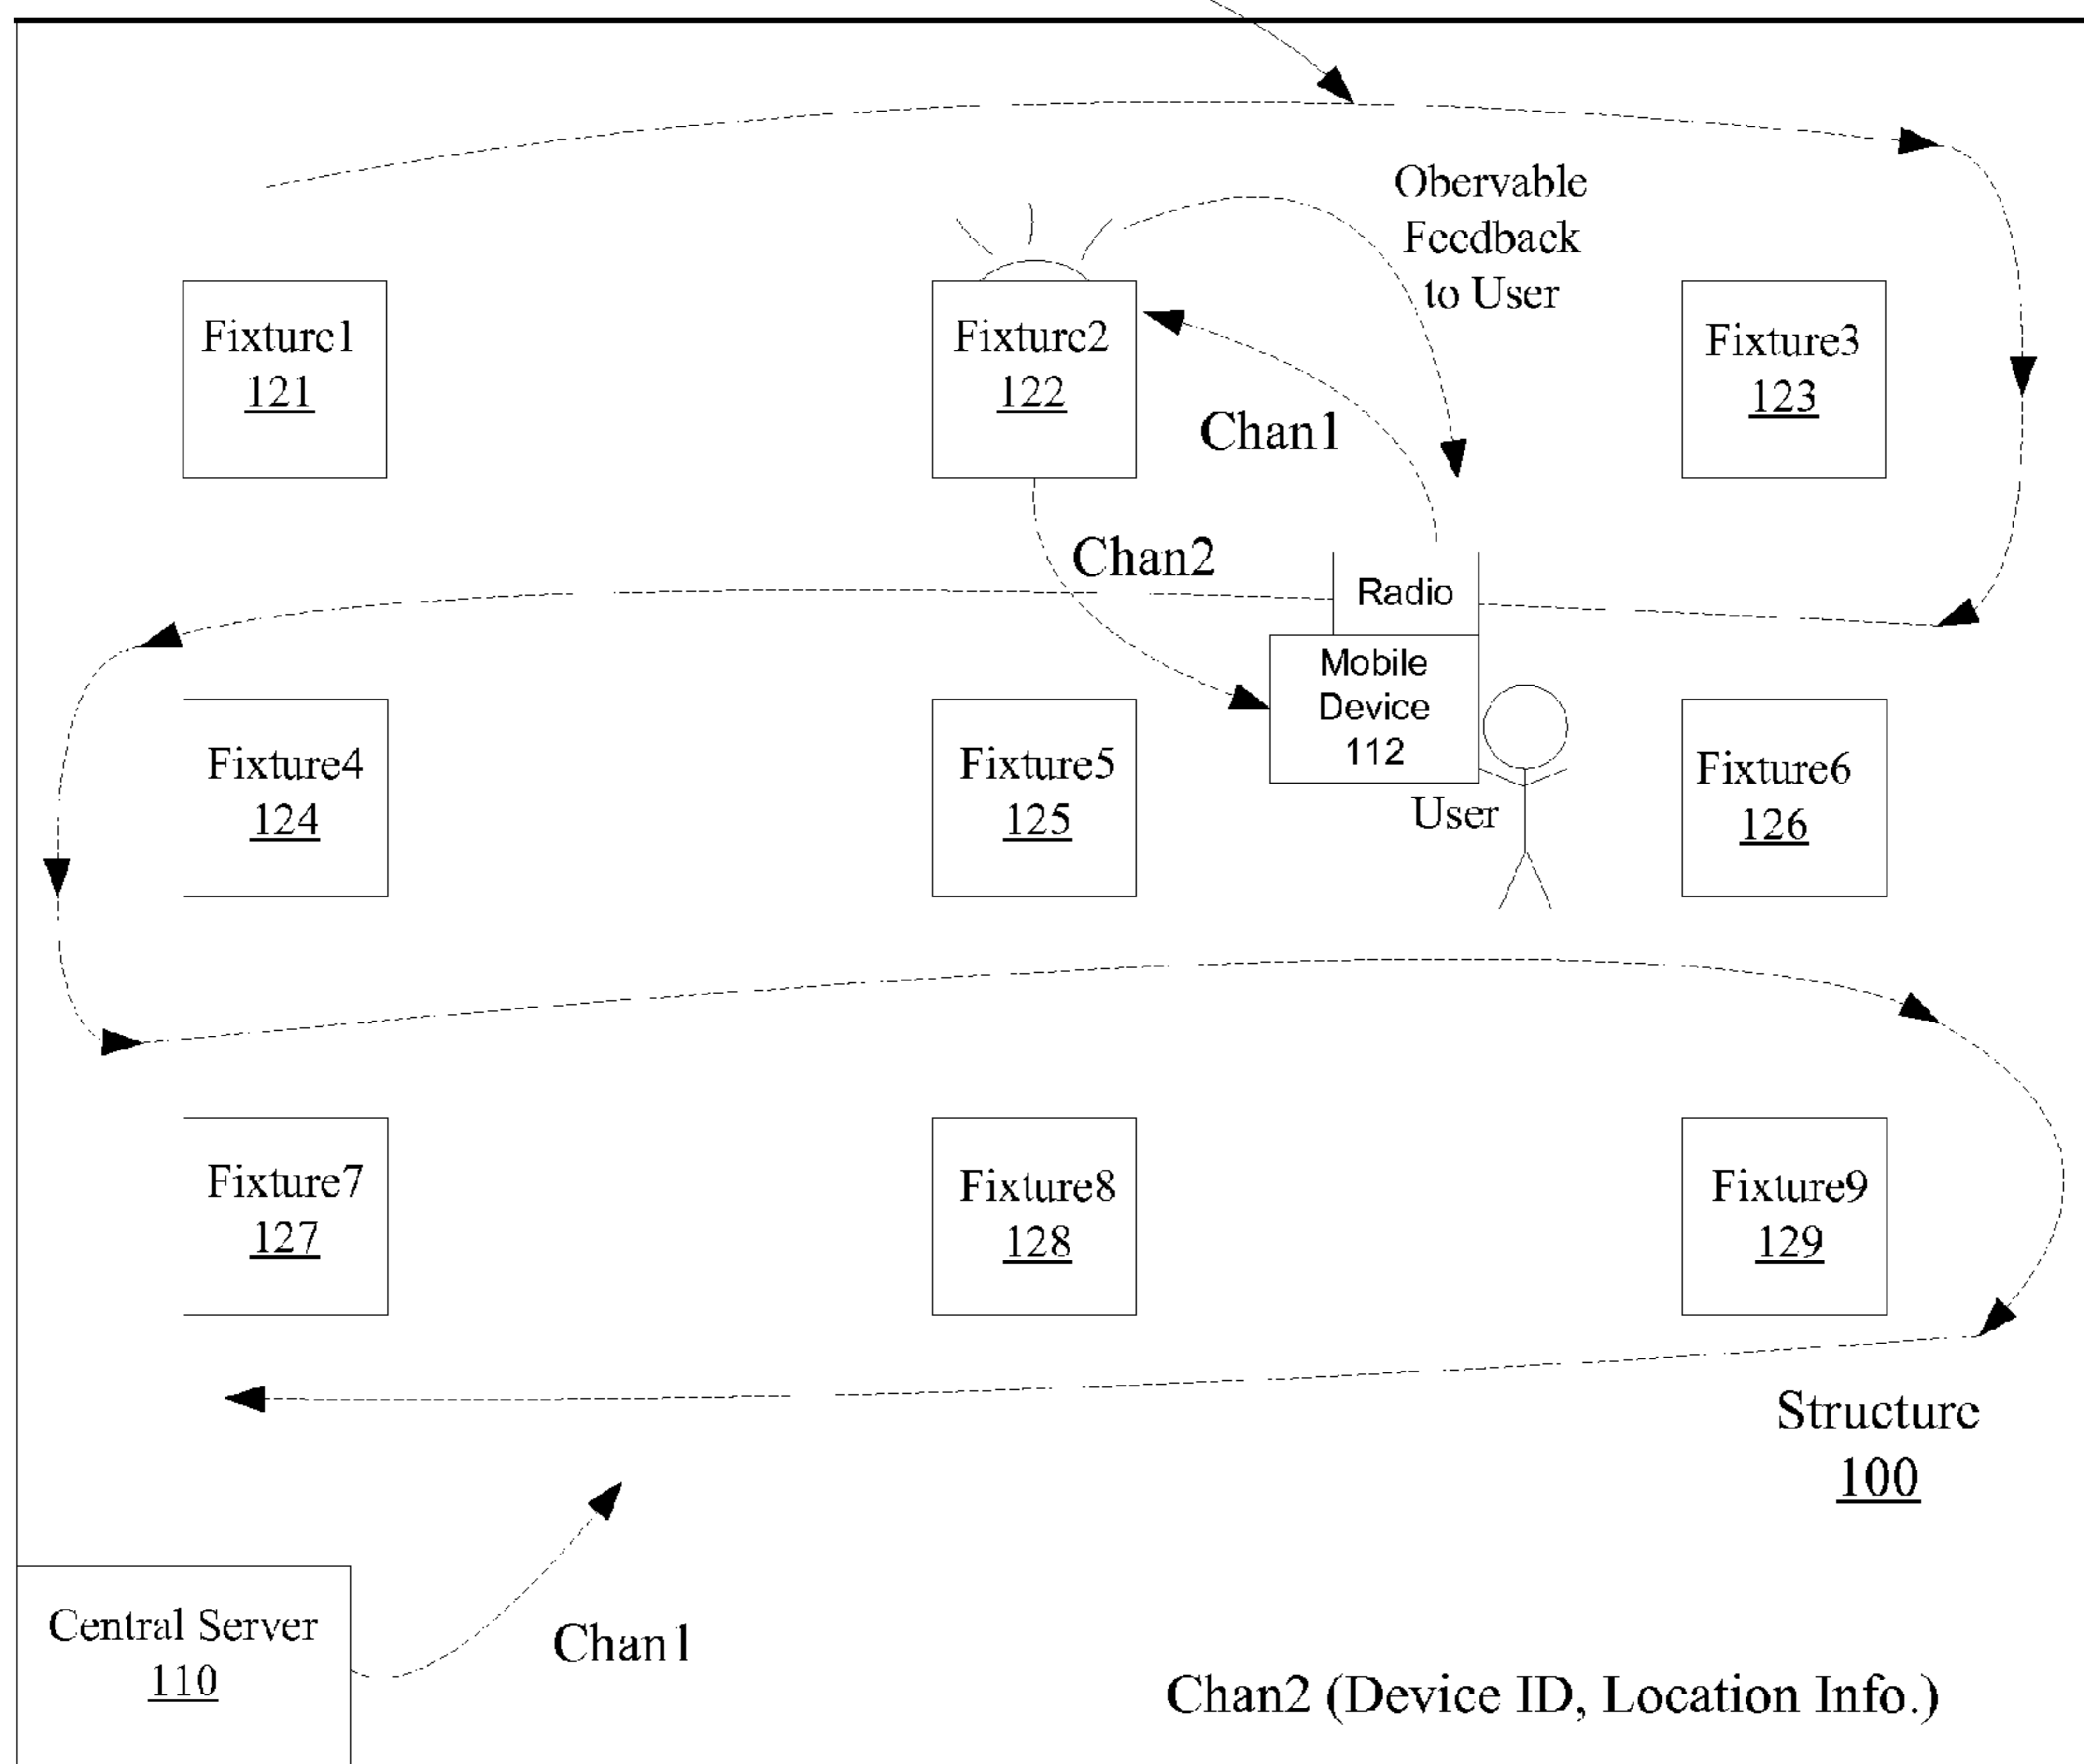 Obervable
Feedback
to User
Fixture1
121
Fixture2
122
Fixture3
123
Chan1
Chan2
Radio
Mobile
Device
112
User
Fixture4
124
Fixture5
125
Fixture6
126
Fixture7
127
Fixture8
128
Fixture9
129
Structure
100
Central Server
110
Chan1
Chan2 (Device ID, Location Info.)